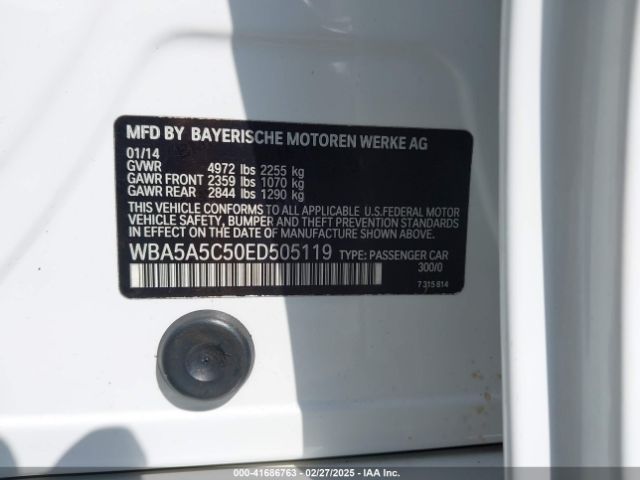 MFD BY BAYERISCHE MOTOREN WERKE AG
01/14
GVWR 4972 lbs 2255 kg
GAWR FRONT 2359 lbs 1070 kg
GAWR REAR 2844 lbs 1290 kg
THIS VEHICLE CONFORMS TO ALL APPLICABLE U.S.FEDERAL MOTOR
VEHICLE SAFETY, BUMPER AND THEFT PREVENTION STANDARDS
IN EFFECT ON THE DATE OF MANUFACTURE SHOWN ABOVE.
WBA5A5C50ED505119 TYPE: PASSENGER CAR
300/0
7 315 614
000-41686763 - 02/27/2025 - IAA Inc.